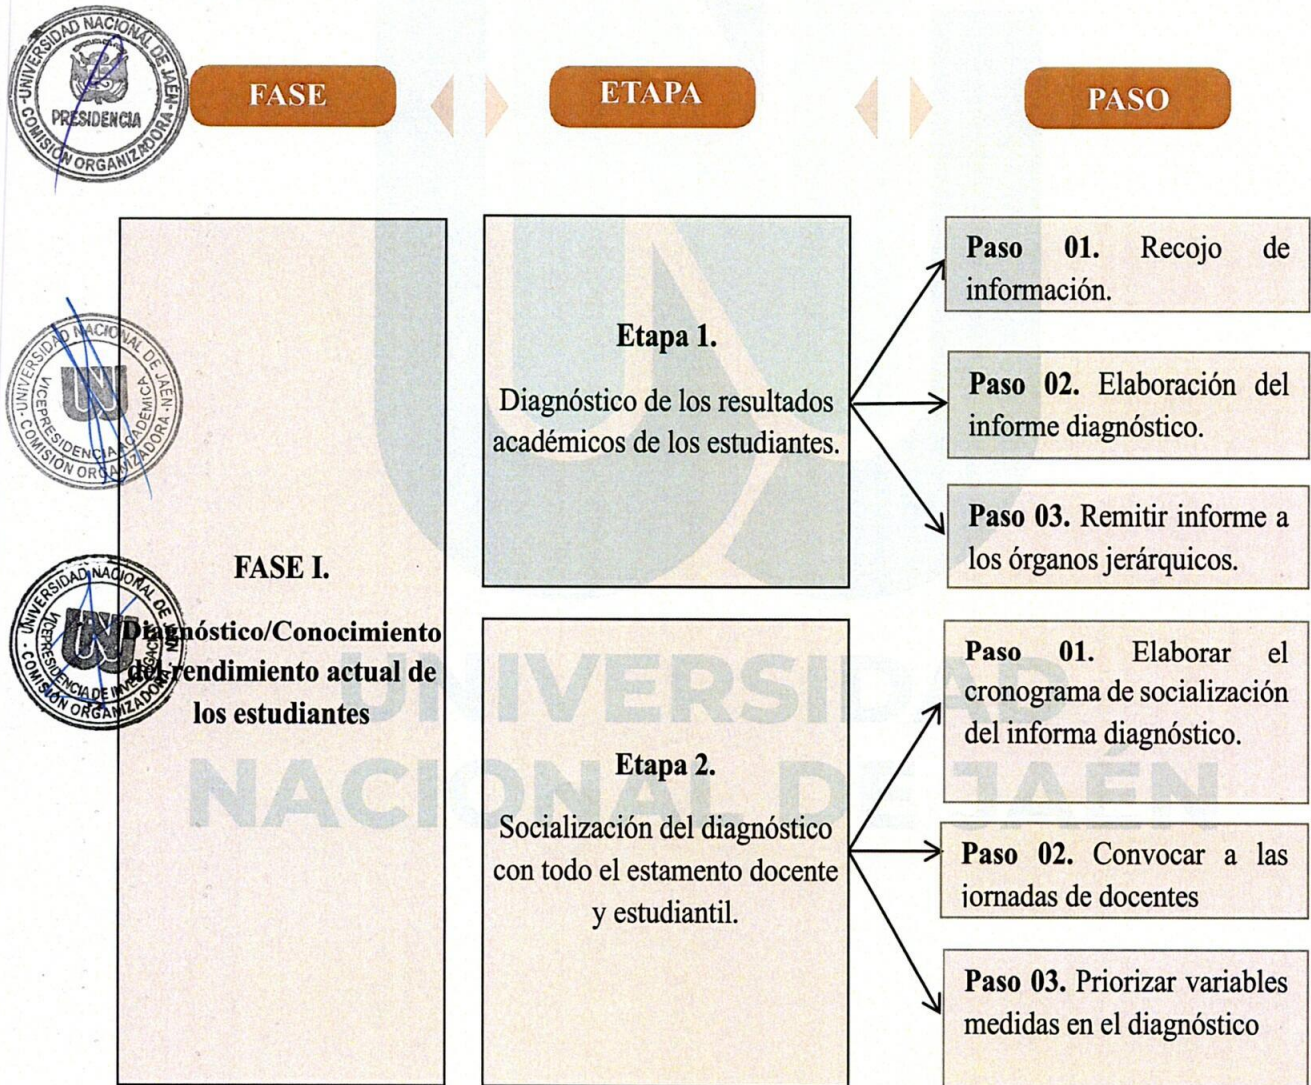 UNIVERSIDAD NACIONAL DE JAÉN
PRESIDENCIA
COMISIÓN ORGANIZADORA
FASE
ETAPA
PASO
UNIVERSIDAD NACIONAL DE JAÉN
VICEPRESIDENCIA ACADÉMICA
COMISIÓN ORGANIZADORA
UNIVERSIDAD NACIONAL DE JAÉN
VICEPRESIDENCIA DE INVESTIGACIÓN
COMISIÓN ORGANIZADORA
FASE I.
Diagnóstico/Conocimiento
del rendimiento actual de
los estudiantes
Etapa 1.
Diagnóstico de los resultados
académicos de los estudiantes.
Paso 01. Recojo de
información.
Paso 02. Elaboración del
informe diagnóstico.
Paso 03. Remitir informe a
los órganos jerárquicos.
Etapa 2.
Socialización del diagnóstico
con todo el estamento docente
y estudiantil.
Paso 01. Elaborar el
cronograma de socialización
del informa diagnóstico.
Paso 02. Convocar a las
jornadas de docentes
Paso 03. Priorizar variables
medidas en el diagnóstico
UNIVERSIDAD
NACIONAL DE JAÉN